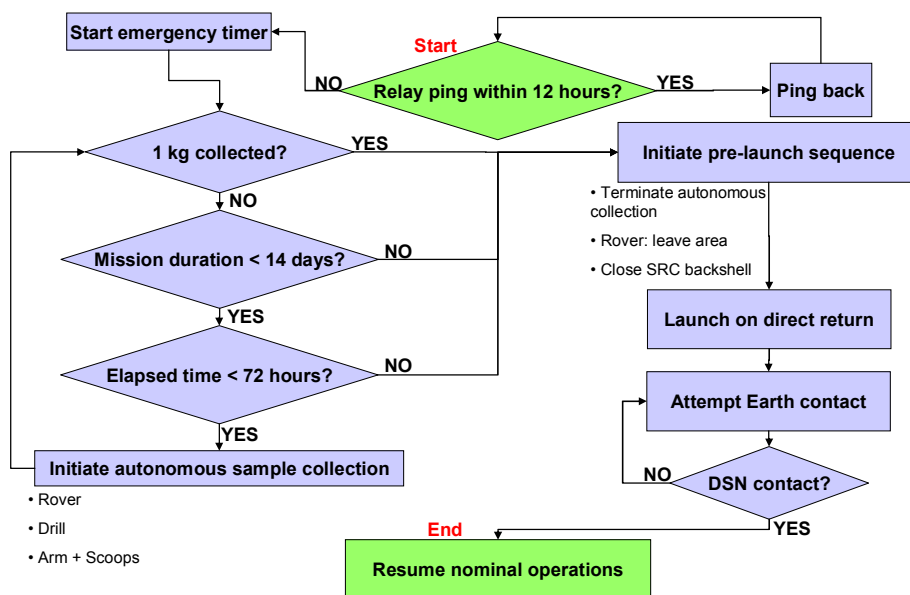 Start emergency timer
Start
NO
Relay ping within 12 hours?
YES
Ping back
1 kg collected?
YES
Initiate pre-launch sequence
• Terminate autonomous
collection
• Rover: leave area
• Close SRC backshell
NO
Mission duration < 14 days?
NO
YES
Launch on direct return
Elapsed time < 72 hours?
NO
Attempt Earth contact
YES
Initiate autonomous sample collection
• Rover
• Drill
• Arm + Scoops
NO
DSN contact?
YES
End
Resume nominal operations